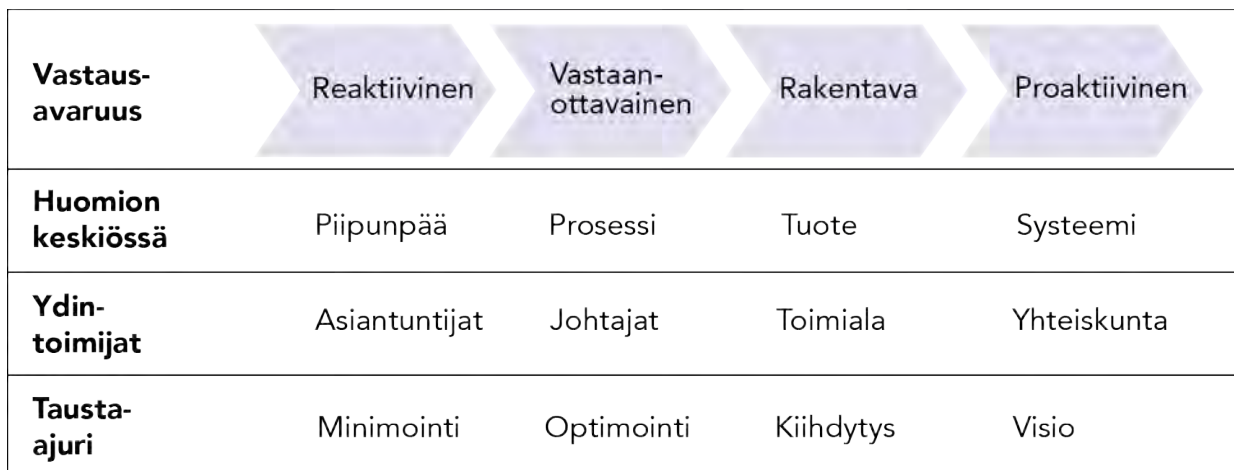 Vastaus-
avaruus
Reaktiivinen
Vastaan-
ottavainen
Rakentava
Proaktiivinen
Huomion
keskiössä
Piipunpää
Prosessi
Tuote
Systeemi
Ydin-
toimijat
Asiantuntijat
Johtajat
Toimiala
Yhteiskunta
Tausta-
ajuri
Minimointi
Optimointi
Kiihdytys
Visio